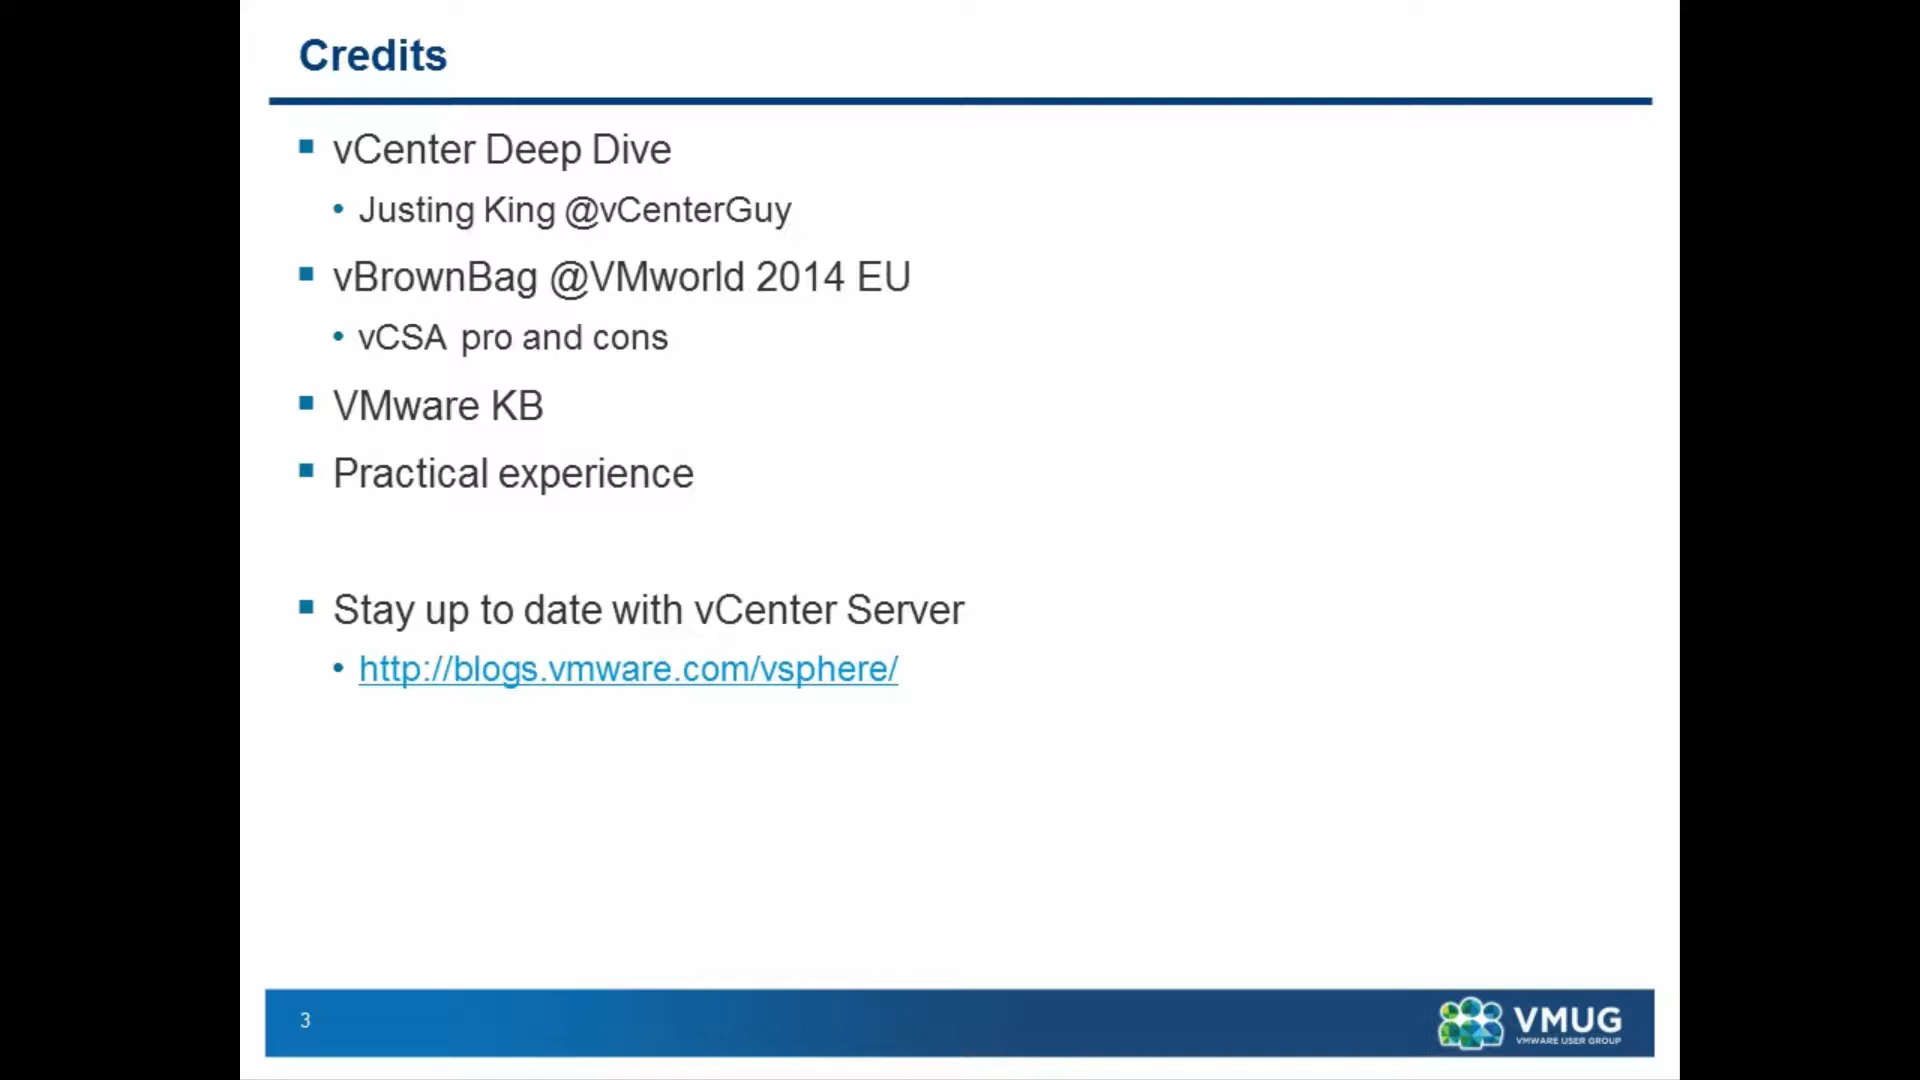 Credits
vCenter Deep Dive
Justing King @vCenterGuy
vBrownBag @VMworld 2014 EU
vCSA pro and cons
VMware KB
Practical experience
Stay up to date with vCenter Server
http://blogs.vmware.com/vsphere/
3
VMUG
VMWARE USER GROUP